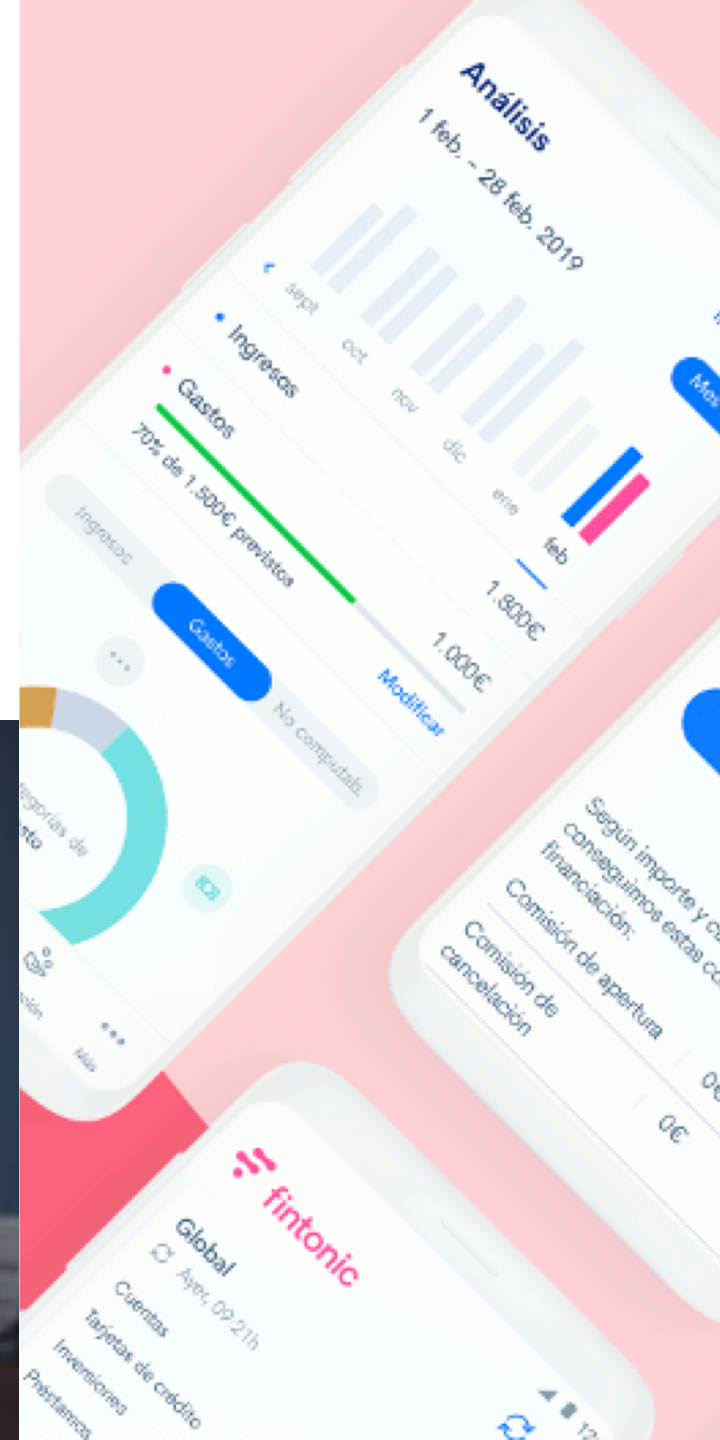 Análisis
1 feb. - 28 feb. 2019
sept
oct
nov
dic
ene
feb
Ingresos
1.800€
Gastos
1.000€
70% de 1.500€ previstos
Modificar
Ingresos
Gastos
No computab.
Más
Según importe y
conseguimos estas
financiación:
Comisión de apertura
Comisión de
cancelación
0€
fintonic
Global
Ayer, 09:21h
Cuentas
Tarjetas de crédito
Inversiones
Préstamos